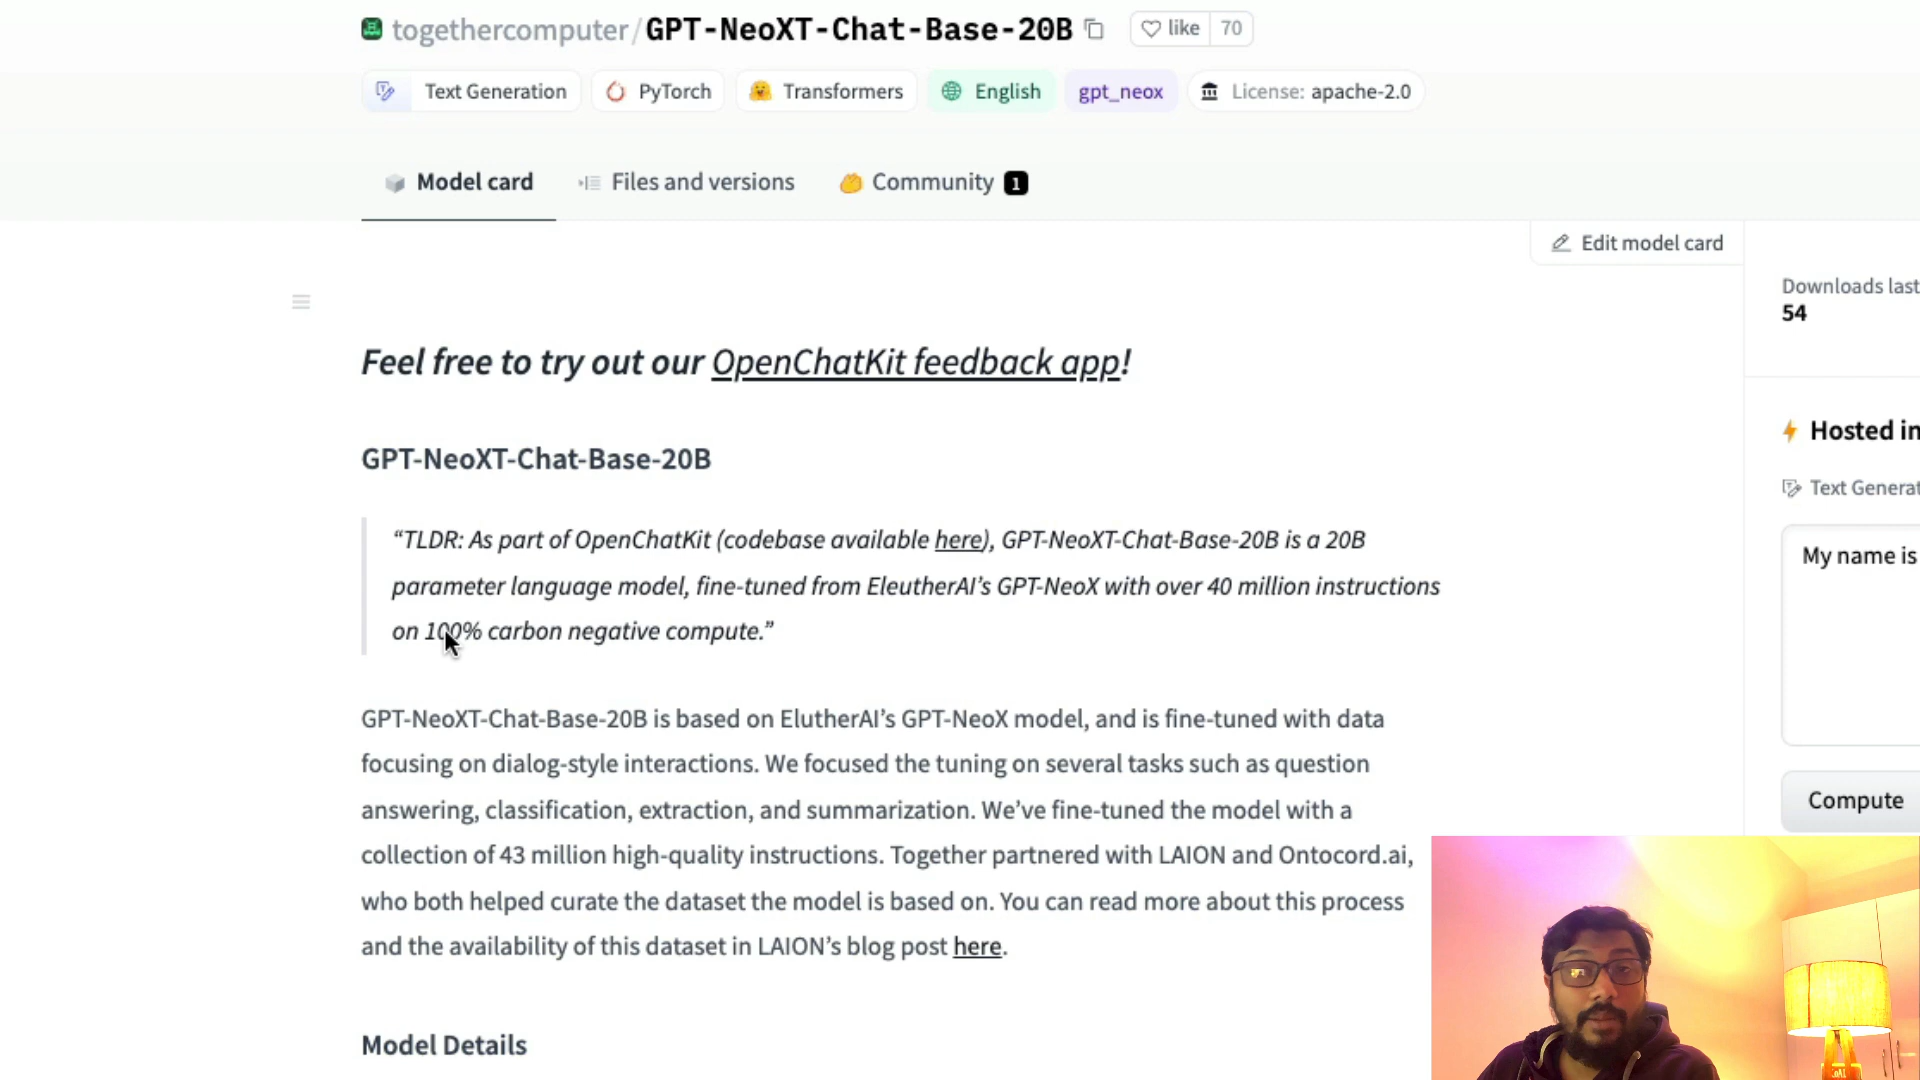 togethercomputer/GPT-NeoXT-Chat-Base-20B like 70
Text Generation PyTorch Transformers English gpt_neox License: apache-2.0
Model card Files and versions Community 1
Edit model card
Downloads last
54
Feel free to try out our OpenChatKit feedback app!
Hosted in
GPT-NeoXT-Chat-Base-20B
Text Generat
“TLDR: As part of OpenChatKit (codebase available here), GPT-NeoXT-Chat-Base-20B is a 20B
parameter language model, fine-tuned from EleutherAI’s GPT-NeoX with over 40 million instructions
on 100% carbon negative compute.”
My name is
GPT-NeoXT-Chat-Base-20B is based on ElutherAI’s GPT-NeoX model, and is fine-tuned with data
focusing on dialog-style interactions. We focused the tuning on several tasks such as question
answering, classification, extraction, and summarization. We’ve fine-tuned the model with a
collection of 43 million high-quality instructions. Together partnered with LAION and Ontocord.ai,
who both helped curate the dataset the model is based on. You can read more about this process
and the availability of this dataset in LAION’s blog post here.
Compute
Model Details